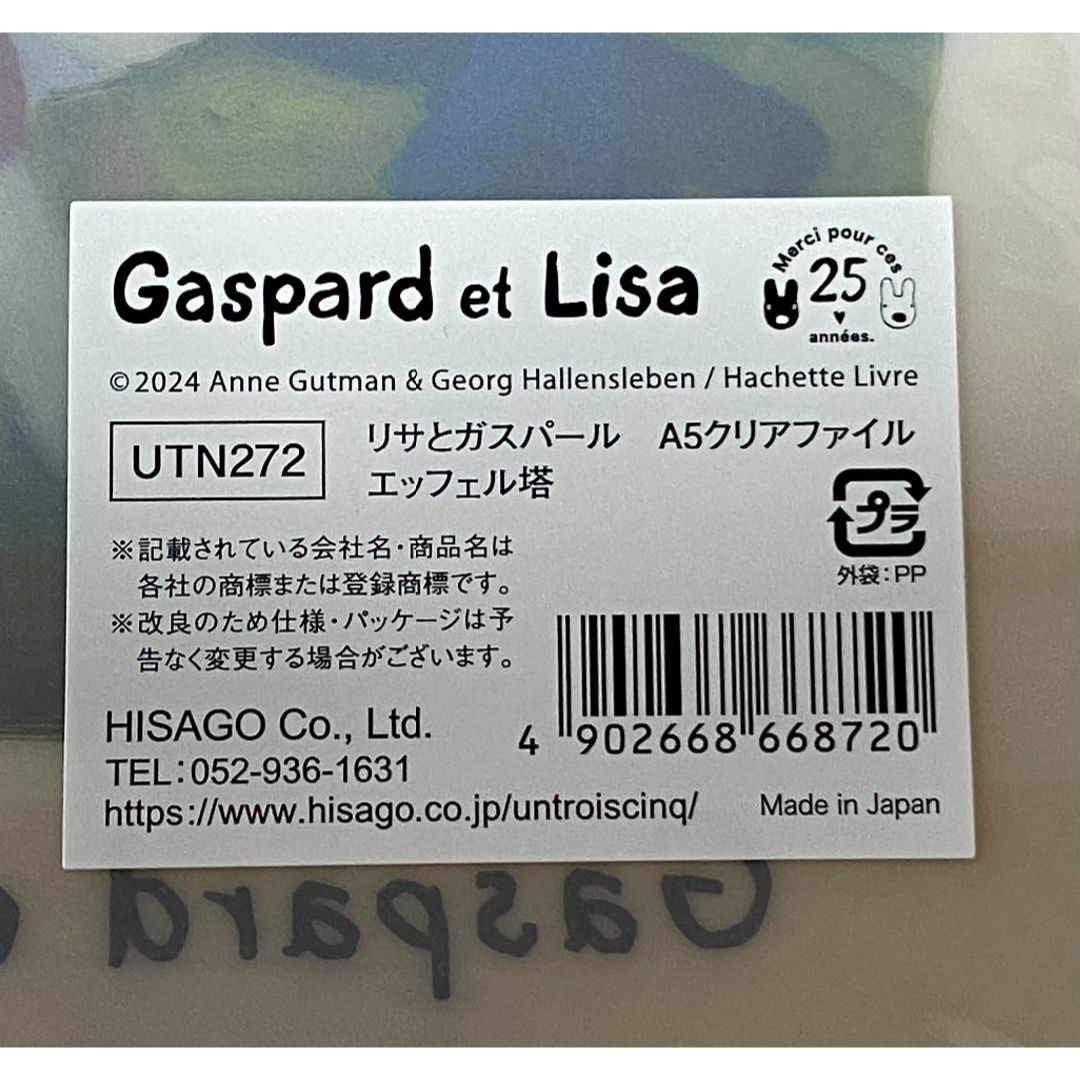 Gaspard et Lisa
Merci pour ces
25
années.
©2024 Anne Gutman & Georg Hallensleben / Hachette Livre
UTN272
リサとガスパール A5クリアファイル
エッフェル塔
プラ
外袋:PP
※記載されている会社名・商品名は
各社の商標または登録商標です。
※改良のため仕様・パッケージは予
告なく変更する場合がございます。
HISAGO Co., Ltd.
TEL:052-936-1631
https://www.hisago.co.jp/untroiscinq/
4 902668 668720
Made in Japan
Gaspard